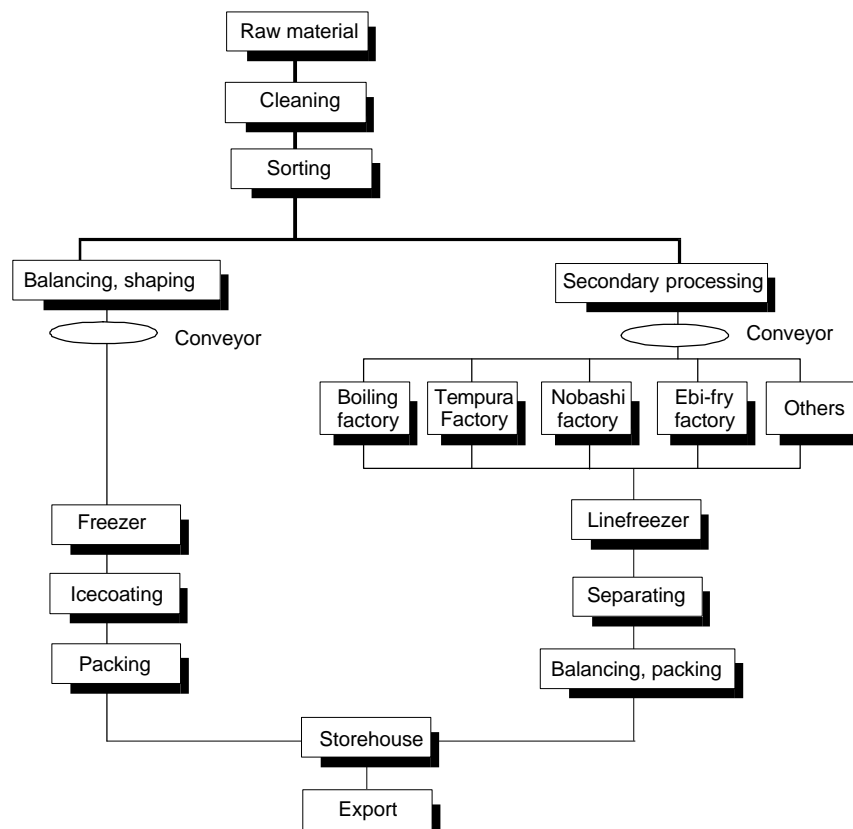 Raw material
Cleaning
Sorting
Balancing, shaping
Secondary processing
Conveyor
Conveyor
Boiling
factory
Tempura
Factory
Nobashi
factory
Ebi-fry
factory
Others
Freezer
Linefreezer
Icecoating
Separating
Packing
Balancing, packing
Storehouse
Export